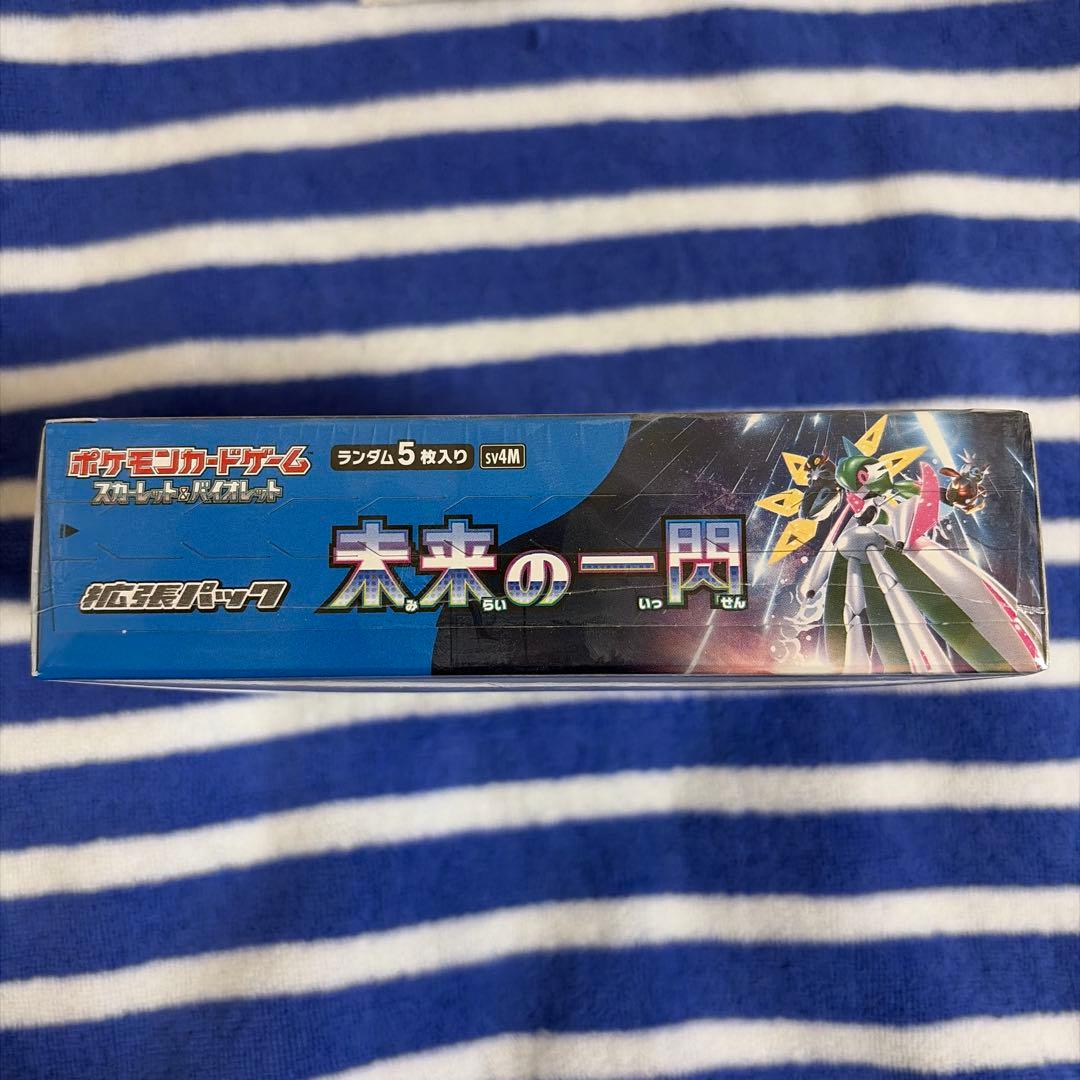 ポケモンカードゲーム™
スカーレット&バイオレット
ランダム5枚入り
SV4M
拡張パック
未来の一閃
み らい いっ せん